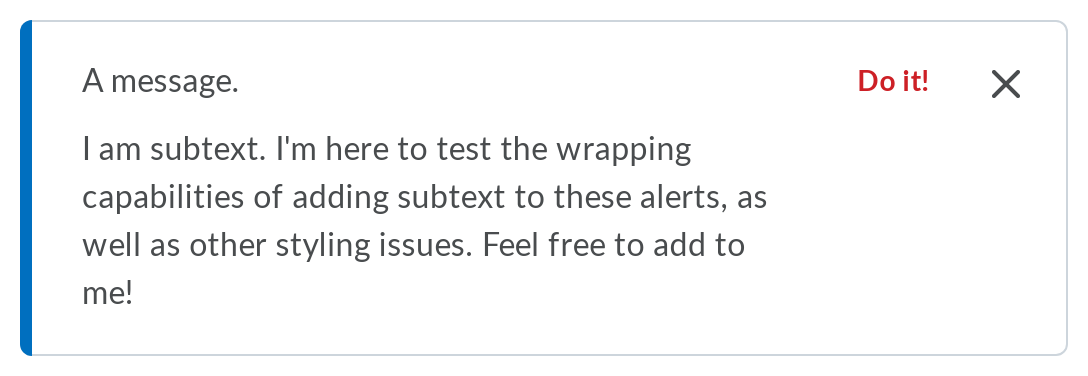 A message.
Do it!
I am subtext. I'm here to test the wrapping
capabilities of adding subtext to these alerts, as
well as other styling issues. Feel free to add to
me!